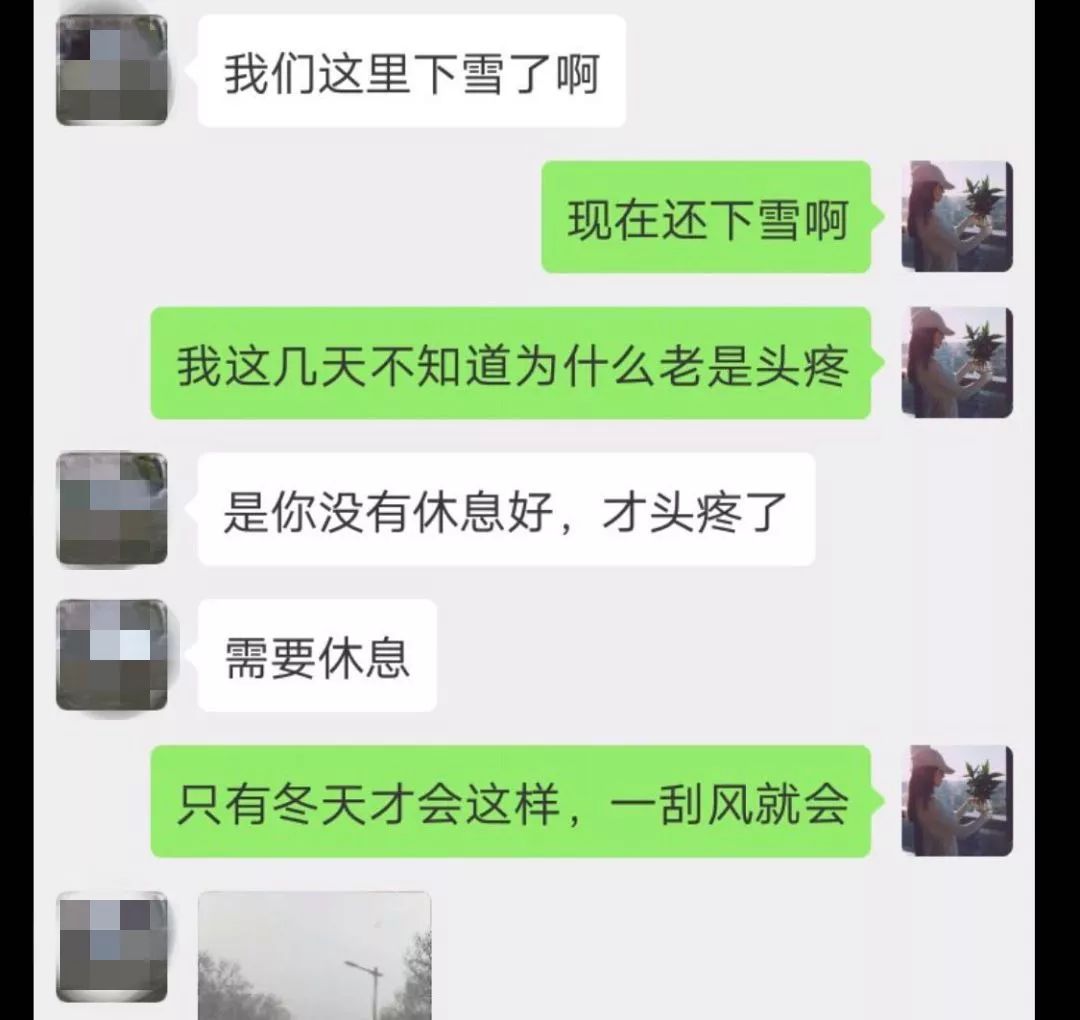 我们这里下雪了啊
现在还下雪啊
我这几天不知道为什么老是头疼
是你没有休息好，才头疼了
需要休息
只有冬天才会这样，一刮风就会